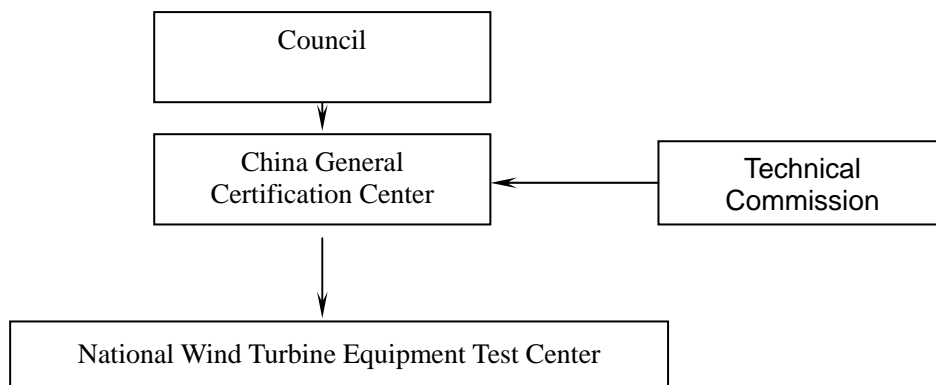 Council
China General
Certification Center
Technical
Commission
National Wind Turbine Equipment Test Center